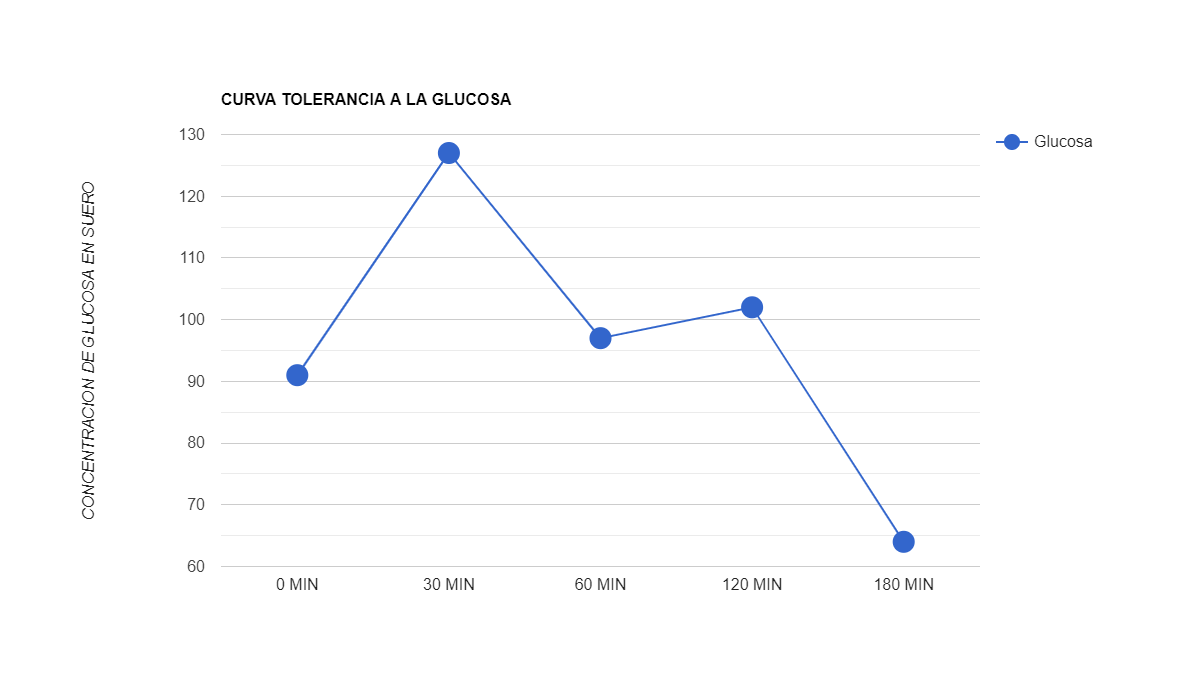 CURVA TOLERANCIA A LA GLUCOSA
Glucosa
CONCENTRACION DE GLUCOSA EN SUERO
130
120
110
100
90
80
70
60
0 MIN
30 MIN
60 MIN
120 MIN
180 MIN